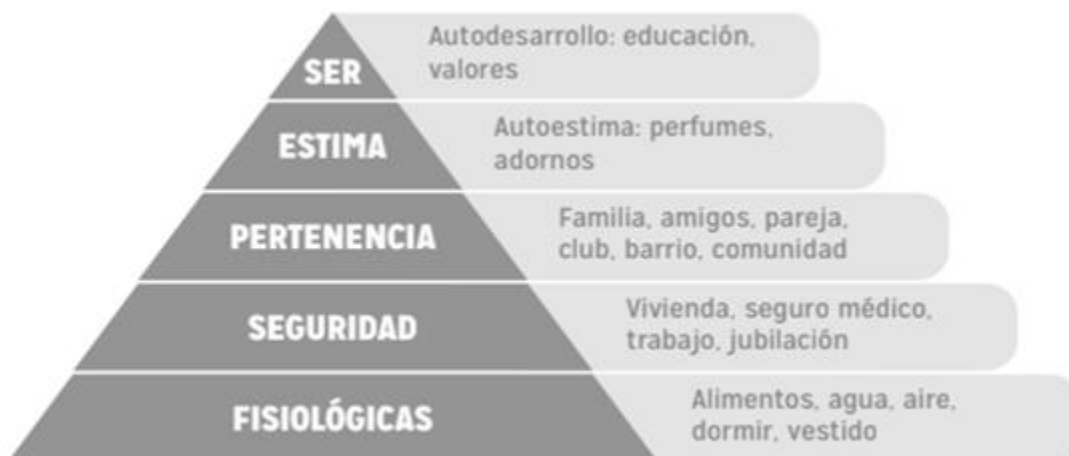 SER
Autodesarrollo: educación,
valores
ESTIMA
Autoestima: perfumes,
adornos
PERTENENCIA
Familia, amigos, pareja,
club, barrio, comunidad
SEGURIDAD
Vivienda, seguro médico,
trabajo, jubilación
FISIOLÓGICAS
Alimentos, agua, aire,
dormir, vestido